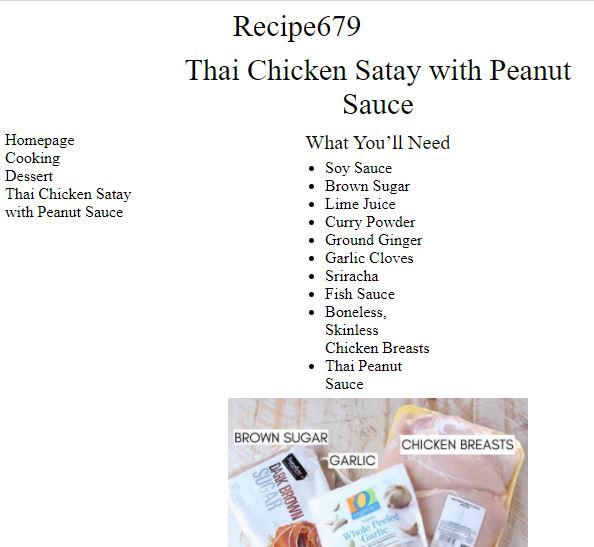 Recipe679
Thai Chicken Satay with Peanut
Sauce
Homepage
Cooking
Dessert
Thai Chicken Satay
with Peanut Sauce
What You’ll Need
Soy Sauce
Brown Sugar
Lime Juice
Curry Powder
Ground Ginger
Garlic Cloves
Sriracha
Fish Sauce
Boneless,
Skinless
Chicken Breasts
Thai Peanut
Sauce
BROWN SUGAR
GARLIC
CHICKEN BREASTS
DARK BROWN
SUGAR
O
Whole Peeled
Garlic